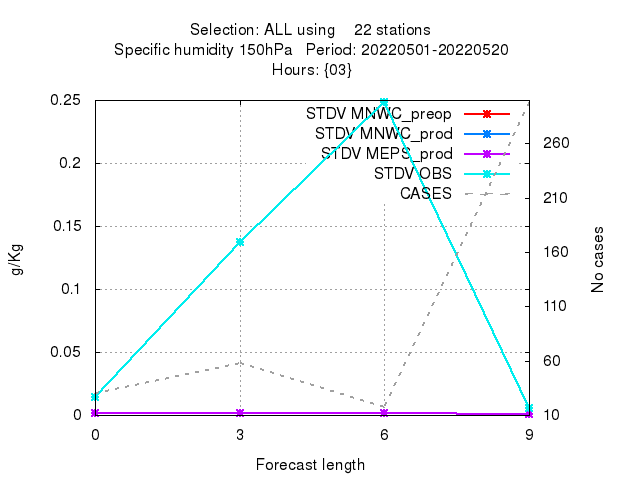 Selection: ALL using 22 stations
Specific humidity 150hPa Period: 20220501-20220520
Hours: {03}
STDV MNWC_preop
STDV MNWC_prod
STDV MEPS_prod
STDV OBS
CASES
g/Kg
0.25
0.2
0.15
0.1
0.05
0
No cases
260
210
160
110
60
10
0 3 6 9
Forecast length